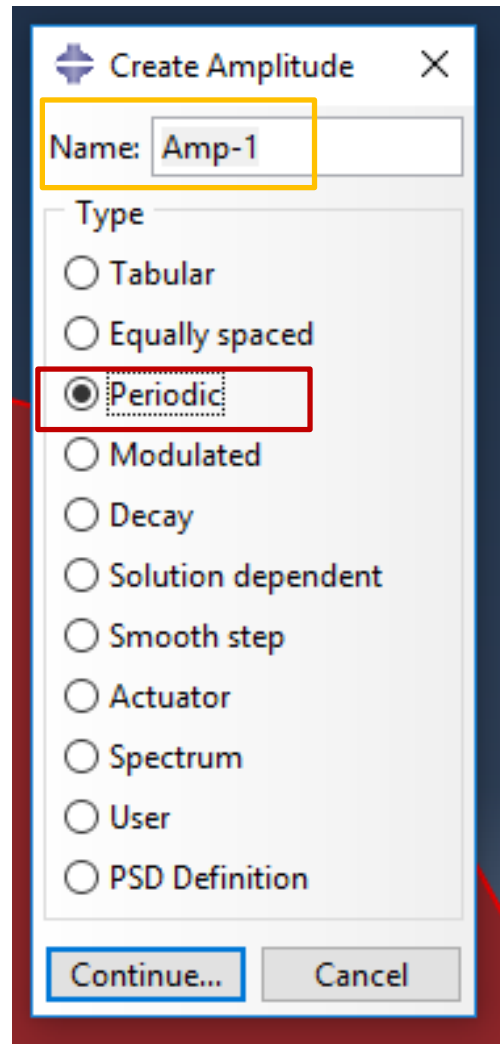 Create Amplitude
Name: Amp-1
Type
Tabular
Equally spaced
Periodic
Modulated
Decay
Solution dependent
Smooth step
Actuator
Spectrum
User
PSD Definition
Continue... Cancel